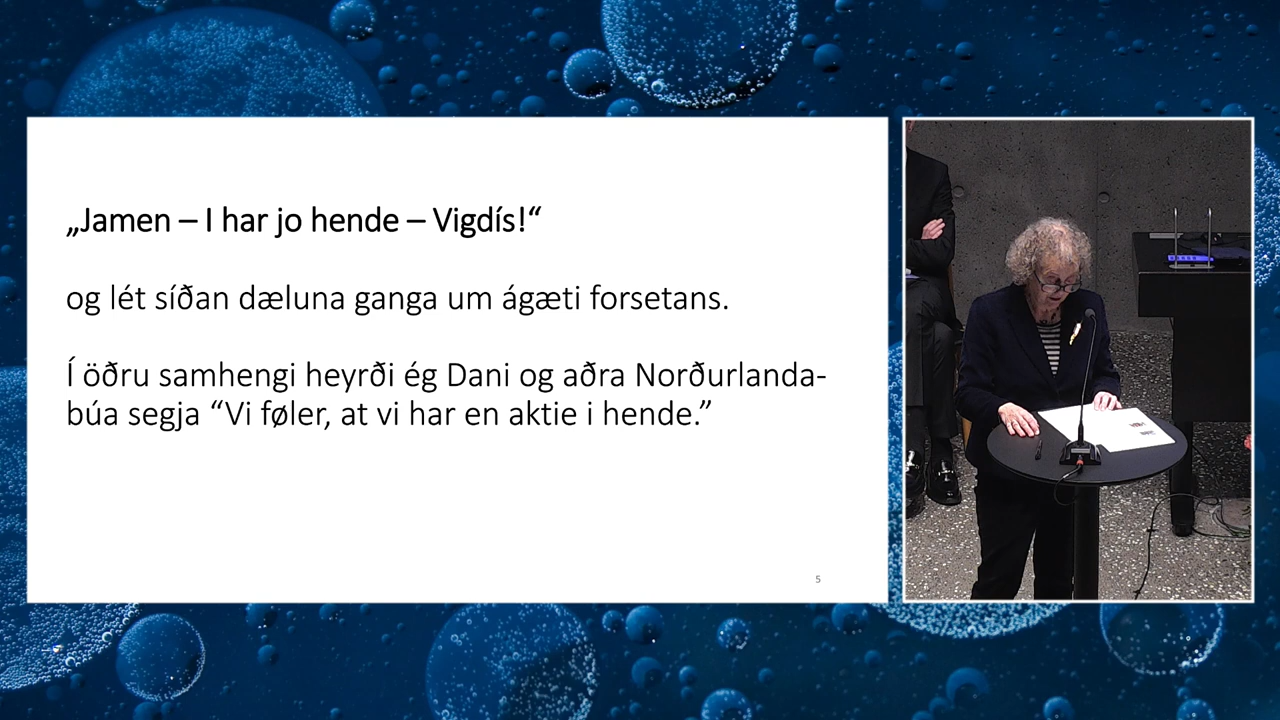 „Jamen – I har jo hende – Vigdís!“
og lét síðan dæluna ganga um ágæti forsetans.
Í öðru samhengi heyrði ég Dani og aðra Norðurlanda-
búa segja “Vi føler, at vi har en aktie i hende.”
5